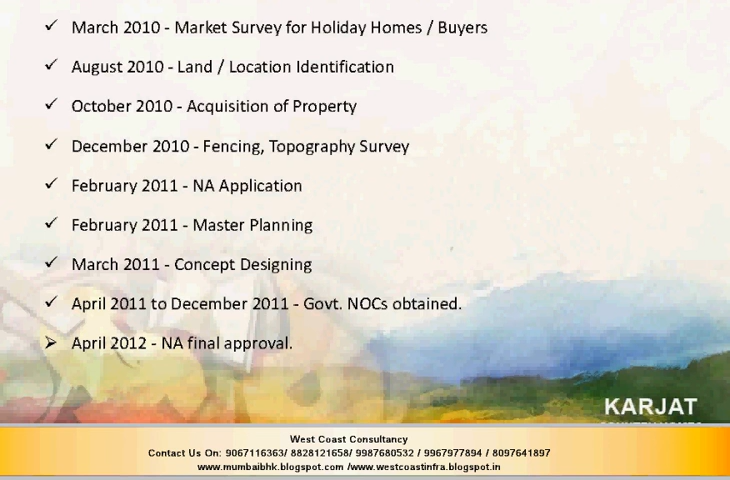 ✓ March 2010 - Market Survey for Holiday Homes / Buyers
✓ August 2010 - Land / Location Identification
✓ October 2010 - Acquisition of Property
✓ December 2010 - Fencing, Topography Survey
✓ February 2011 - NA Application
✓ February 2011 - Master Planning
✓ March 2011 - Concept Designing
✓ April 2011 to December 2011 - Govt. NOCs obtained.
➢ April 2012 - NA final approval.
KARJAT
West Coast Consultancy
Contact Us On: 9067116363/ 8828121658/ 9987680532 / 9967977894 / 8097641897
www.mumbaibhk.blogspot.com /www.westcoastinfra.blogspot.in